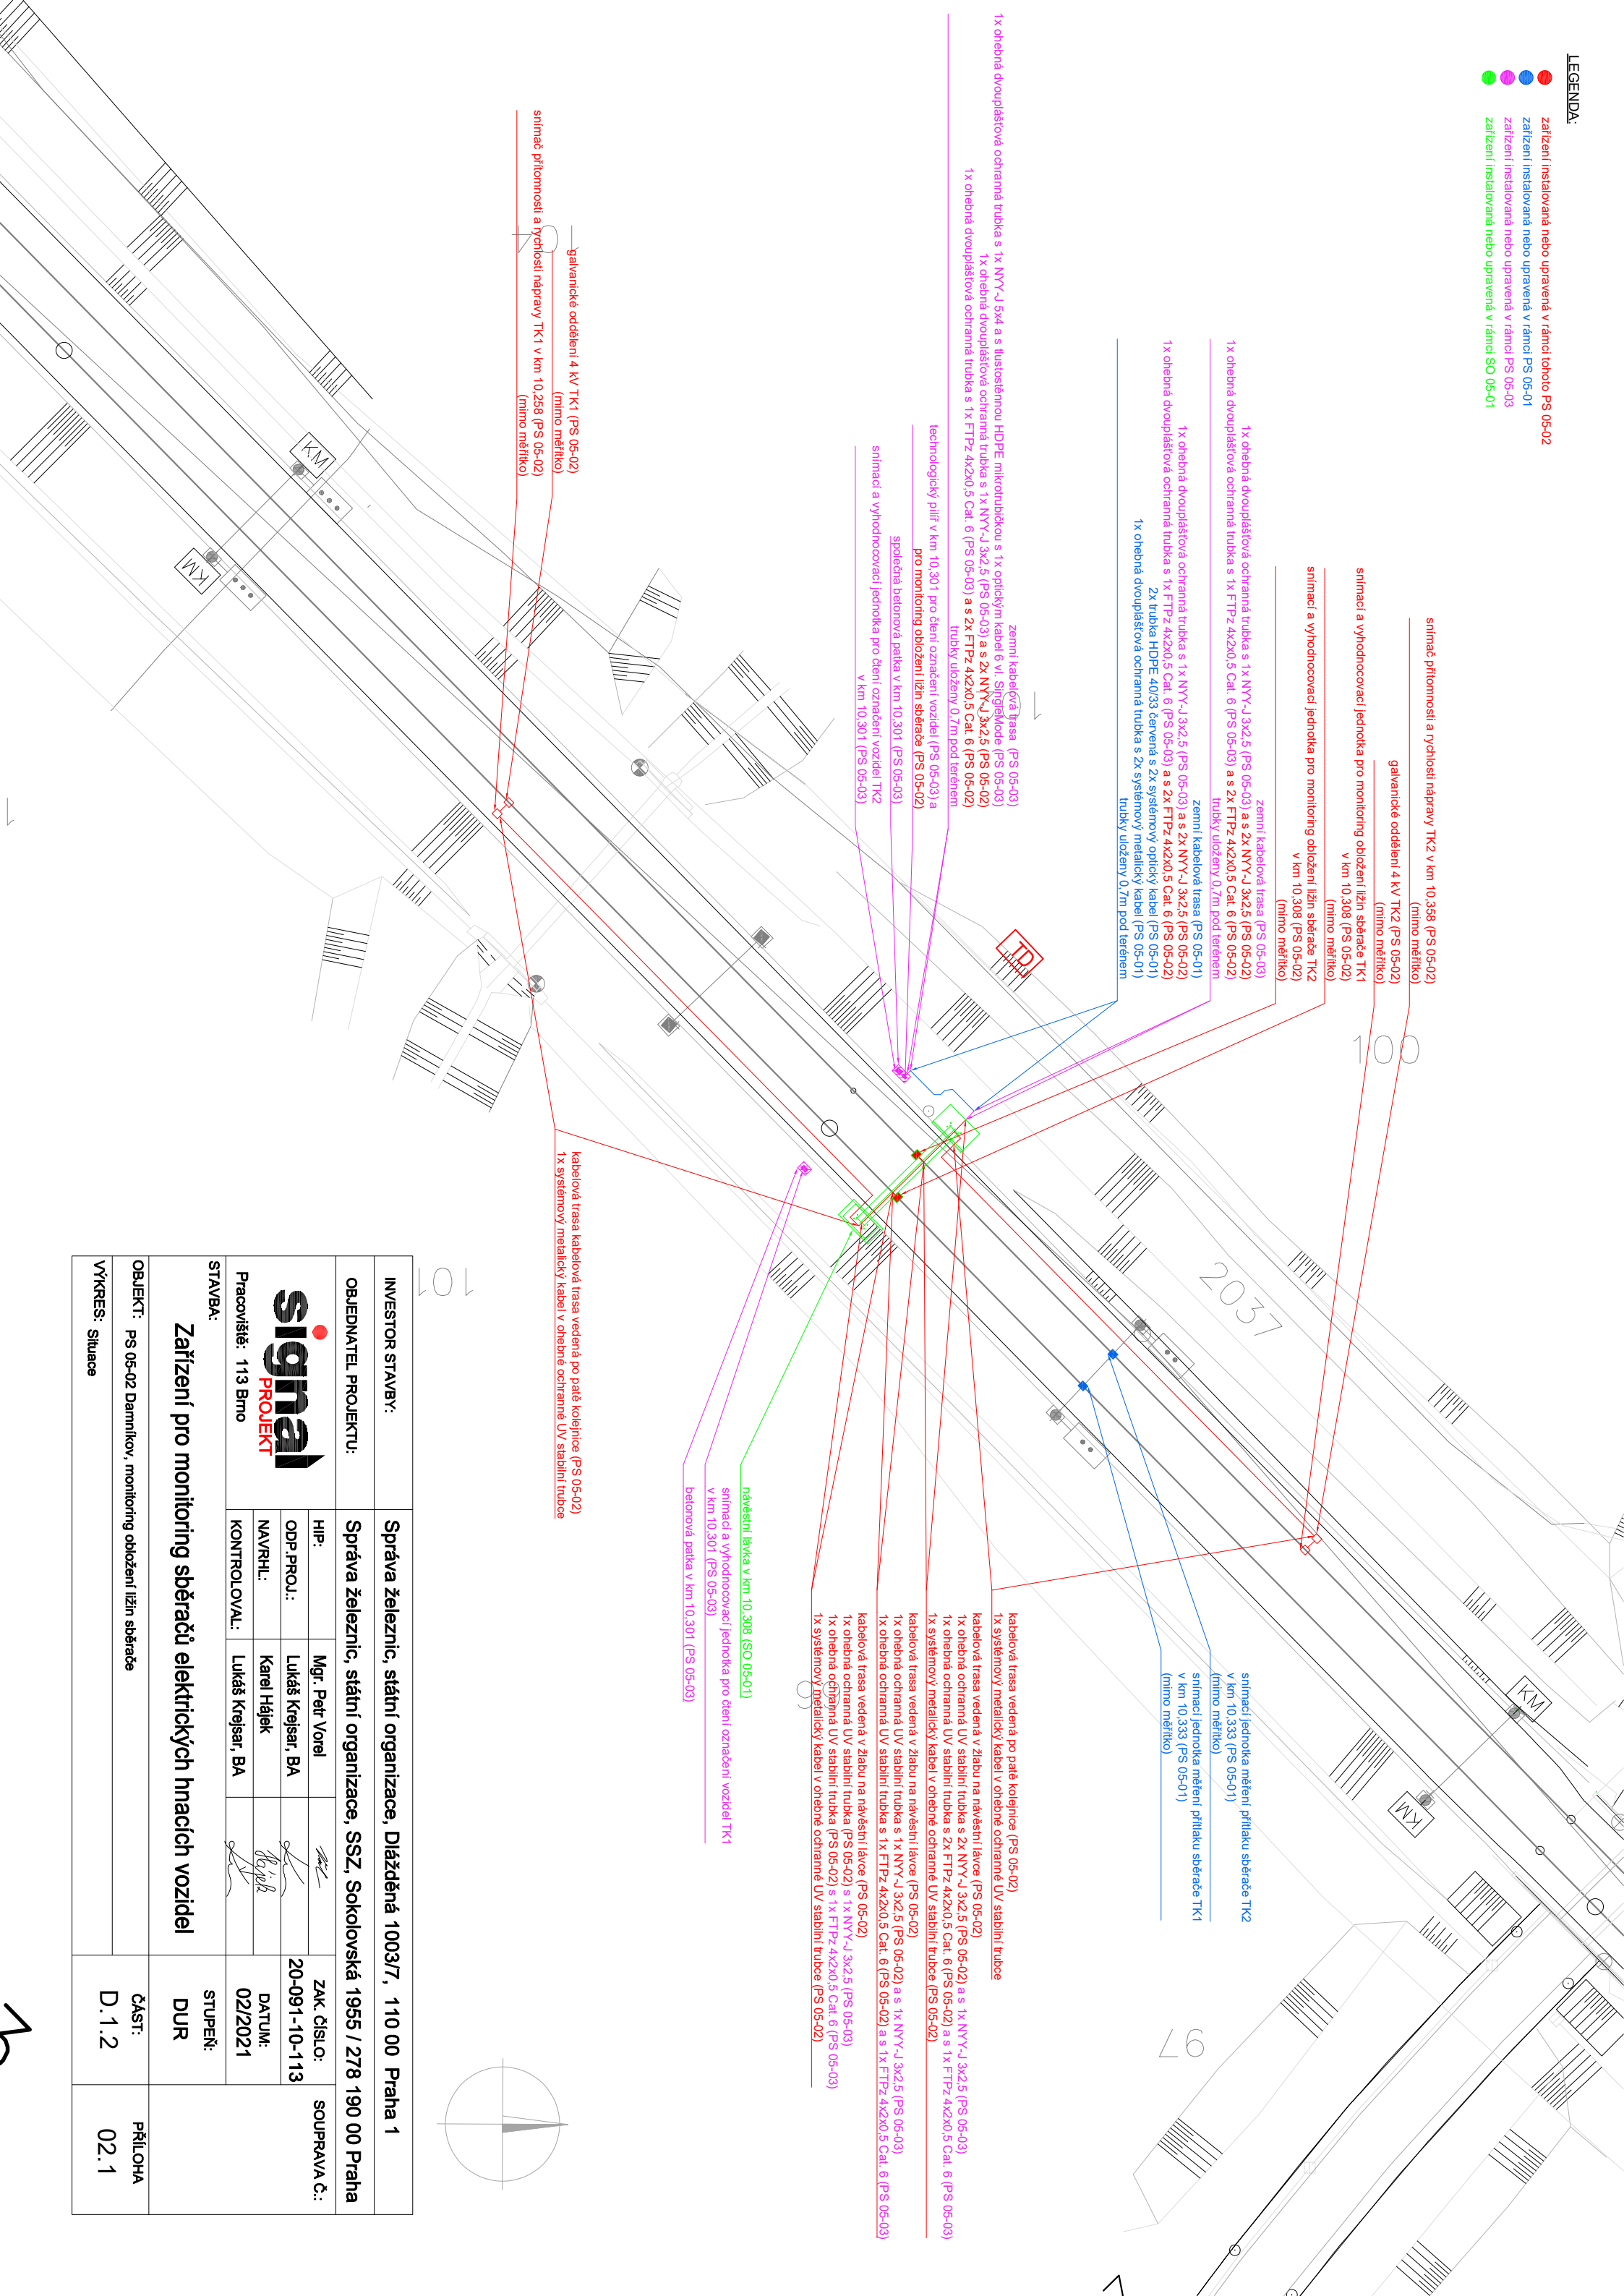 LEGENDA:
zařízení instalovaná nebo upravená v rámci tohoto PS 05-02
zařízení instalovaná nebo upravená v rámci PS 05-01
zařízení instalovaná nebo upravená v rámci PS 05-03
zařízení instalovaná nebo upravená v rámci SO 05-01
snímač přítomnosti a rychlosti nápravy TK2 v km 10,358 (PS 05-02)
(mimo měřítko)
galvanické oddělení 4 kV TK2 (PS 05-02)
(mimo měřítko)
snímací a vyhodnocovací jednotka pro monitoring obložení ližin sběrače TK1
v km 10,308 (PS 05-02)
(mimo měřítko)
snímací a vyhodnocovací jednotka pro monitoring obložení ližin sběrače TK2
v km 10,308 (PS 05-02)
(mimo měřítko)
zemní kabelová trasa (PS 05-03)
1x ohebná dvouplášťová ochranná trubka s 1x NYY-J 3x2,5 (PS 05-03) a s 2x NYY-J 3x2,5 (PS 05-02)
1x ohebná dvouplášťová ochranná trubka s 1x FTPz 4x2x0,5 Cat. 6 (PS 05-03) a s 2x FTPz 4x2x0,5 Cat. 6 (PS 05-02)
trubky uloženy 0,7m pod terénem
zemní kabelová trasa (PS 05-01)
1x ohebná dvouplášťová ochranná trubka s 1x NYY-J 3x2,5 (PS 05-03) a s 2x NYY-J 3x2,5 (PS 05-02)
1x ohebná dvouplášťová ochranná trubka s 1x FTPz 4x2x0,5 Cat. 6 (PS 05-03) a s 2x FTPz 4x2x0,5 Cat. 6 (PS 05-02)
2x trubka HDPE 40/33 červená s 2x systémový optický kabel (PS 05-01)
1x ohebná dvouplášťová ochranná trubka s 2x systémový metalický kabel (PS 05-01)
trubky uloženy 0,7m pod terénem
zemní kabelová trasa (PS 05-03)
1x ohebná dvouplášťová ochranná trubka s 1x NYY-J 5x4 a s tlustostěnnou HDPE mikrotrubičkou s 1x optickým kabel 6 vl. SingleMode (PS 05-03)
1x ohebná dvouplášťová ochranná trubka s 1x NYY-J 3x2,5 (PS 05-03) a s 2x NYY-J 3x2,5 (PS 05-02)
1x ohebná dvouplášťová ochranná trubka s 1x FTPz 4x2x0,5 Cat. 6 (PS 05-03) a s 2x FTPz 4x2x0,5 Cat. 6 (PS 05-02)
trubky uloženy 0,7m pod terénem
technologický pilíř v km 10,301 pro čtení označení vozidel (PS 05-03) a
pro monitoring obložení ližin sběrače (PS 05-02)
společná betonová patka v km 10,301 (PS 05-03)
snímací a vyhodnocovací jednotka pro čtení označení vozidel TK2
v km 10,301 (PS 05-03)
galvanické oddělení 4 kV TK1 (PS 05-02)
(mimo měřítko)
snímač přítomnosti a rychlosti nápravy TK1 v km 10,258 (PS 05-02)
(mimo měřítko)
KM
KM
TD
100
2037
101
97
KM
KM
snímací jednotka měření přítlaku sběrače TK2
v km 10,333 (PS 05-01)
(mimo měřítko)
snímací jednotka měření přítlaku sběrače TK1
v km 10,333 (PS 05-01)
(mimo měřítko)
kabelová trasa vedená po patě kolejnice (PS 05-02)
1x systémový metalický kabel v ohebné ochranné UV stabilní trubce
kabelová trasa vedená v žlabu na návěstní lávce (PS 05-02)
1x ohebná ochranná UV stabilní trubka s 2x NYY-J 3x2,5 (PS 05-02) a s 1x NYY-J 3x2,5 (PS 05-03)
1x ohebná ochranná UV stabilní trubka s 2x FTPz 4x2x0,5 Cat. 6 (PS 05-02) a s 1x FTPz 4x2x0,5 Cat. 6 (PS 05-03)
1x systémový metalický kabel v ohebné ochranné UV stabilní trubce (PS 05-02)
kabelová trasa vedená v žlabu na návěstní lávce (PS 05-02)
1x ohebná ochranná UV stabilní trubka s 1x NYY-J 3x2,5 (PS 05-02) a s 1x NYY-J 3x2,5 (PS 05-03)
1x ohebná ochranná UV stabilní trubka s 1x FTPz 4x2x0,5 Cat. 6 (PS 05-02) a s 1x FTPz 4x2x0,5 Cat. 6 (PS 05-03)
kabelová trasa vedená v žlabu na návěstní lávce (PS 05-02)
1x ohebná ochranná UV stabilní trubka (PS 05-02) s 1x NYY-J 3x2,5 (PS 05-03)
1x ohebná ochranná UV stabilní trubka (PS 05-02) s 1x FTPz 4x2x0,5 Cat. 6 (PS 05-03)
1x systémový metalický kabel v ohebné ochranné UV stabilní trubce (PS 05-02)
návěstní lávka v km 10,308 (SO 05-01)
snímací a vyhodnocovací jednotka pro čtení označení vozidel TK1
v km 10,301 (PS 05-03)
betonová patka v km 10,301 (PS 05-03)
kabelová trasa kabelová trasa vedená po patě kolejnice (PS 05-02)
1x systémový metalický kabel v ohebné ochranné UV stabilní trubce
INVESTOR STAVBY: Správa železnic, státní organizace, Dlážděná 1003/7, 110 00 Praha 1
OBJEDNATEL PROJEKTU: Správa železnic, státní organizace, SSZ, Sokolovská 1955 / 278 190 00 Praha
signal PROJEKT
Pracoviště: 113 Brno
HIP: Mgr. Petr Vorel
ODP.PROJ.: Lukáš Krejsar, BA
NAVRHL: Karel Hájek Hájek
KONTROLOVAL: Lukáš Krejsar, BA
ZAK. ČÍSLO: 20-091-10-113
DATUM: 02/2021
SOUPRAVA Č.:
STAVBA:
Zařízení pro monitoring sběračů elektrických hnacích vozidel
STUPEŇ: DUR
OBJEKT: PS 05-02 Damníkov, monitoring obložení ližin sběrače
VÝKRES: Situace
ČÁST: D.1.2
PŘÍLOHA 02.1